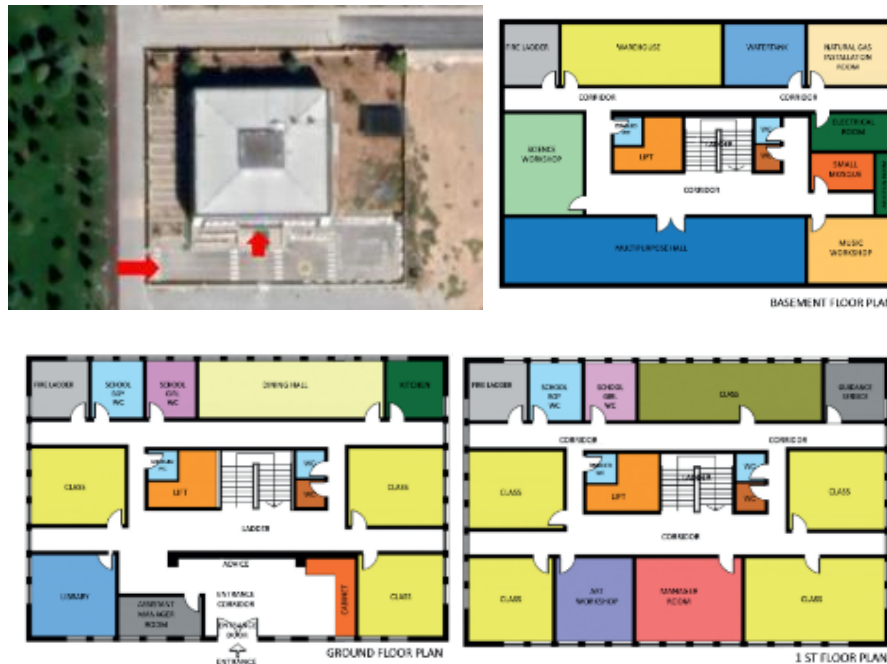 FIRE LADDER
WAREHOUSE
WATERTANK
NATURAL GAS
INSTALLATION
ROOM
CORRIDOR
CORRIDOR
ELECTRICAL
ROOM
SCIENCE
WORKSHOP
LIFT
LADDER
WC
WC
SMALL
MOSQUE
CORRIDOR
MULTIPURPOSE HALL
MUSIC
WORKSHOP
BASEMENT FLOOR PLAN
FIRE LADDER
SCHOOL
BOY
WC
SCHOOL
GIRL
WC
DINING HALL
KITCHEN
CLASS
LIFT
WC
WC
CLASS
LADDER
LIBRARY
ASSISTANT
MANAGER
ROOM
ADVICE
ENTRANCE
CORRIDOR
CABINET
CLASS
ENTRANCE
DOOR
ENTRANCE
GROUND FLOOR PLAN
FIRE LADDER
SCHOOL
BOY
WC
SCHOOL
GIRL
WC
CLASS
GUIDANCE
SERVICE
CORRIDOR
CORRIDOR
CLASS
LIFT
LADDER
WC
WC
CLASS
CORRIDOR
CLASS
ART
WORKSHOP
MANAGER
ROOM
CLASS
1 ST FLOOR PLAN